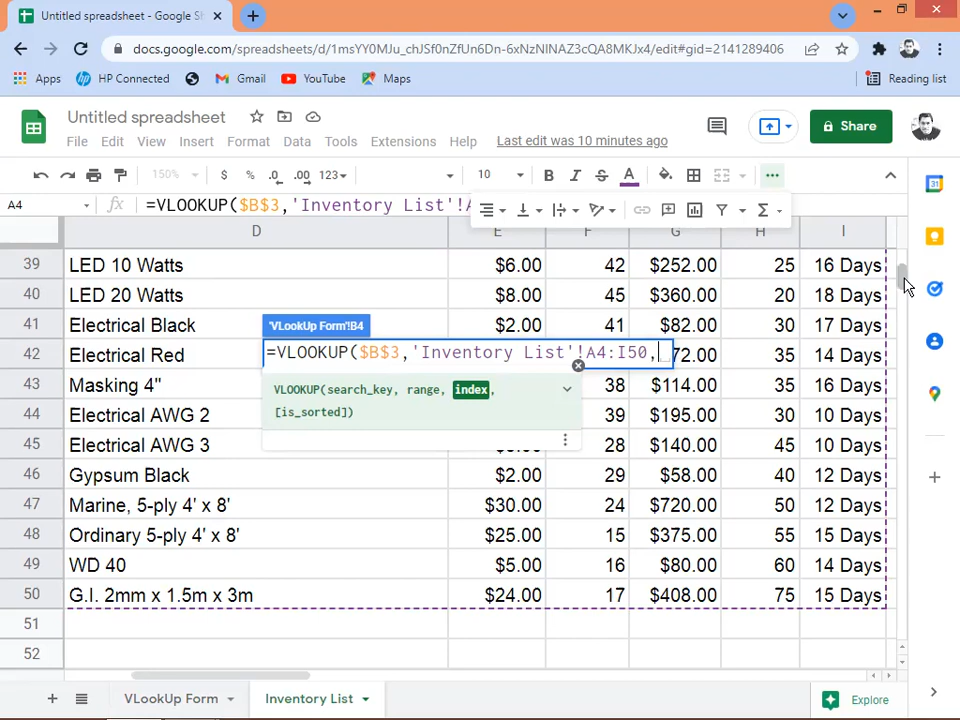 Untitled spreadsheet - Google Sh
docs.google.com/spreadsheets/d/1msYY0MJu_chJSf0nZfUn6Dn-6xNzNINAZ3cQA8MKJx4/edit#gid=2141289406
Apps HP Connected Gmail YouTube Maps Reading list
Untitled spreadsheet
File Edit View Insert Format Data Tools Extensions Help Last edit was 10 minutes ago
Share
150% $ % .0 .00 123 10 B I S A
A4 fx =VLOOKUP($B$3,'Inventory List'!A
D E F G H I
39 LED 10 Watts $6.00 42 $252.00 25 16 Days
40 LED 20 Watts $8.00 45 $360.00 20 18 Days
41 Electrical Black $2.00 41 $82.00 30 17 Days
'VLookUp Form'!B4
42 Electrical Red =VLOOKUP($B$3,'Inventory List'!A4:I50, 72.00 35 14 Days
43 Masking 4" 38 $114.00 35 16 Days
VLOOKUP(search_key, range, index,
[is_sorted])
44 Electrical AWG 2 39 $195.00 30 10 Days
45 Electrical AWG 3 28 $140.00 45 10 Days
46 Gypsum Black $2.00 29 $58.00 40 12 Days
47 Marine, 5-ply 4' x 8' $30.00 24 $720.00 50 12 Days
48 Ordinary 5-ply 4' x 8' $25.00 15 $375.00 55 15 Days
49 WD 40 $5.00 16 $80.00 60 14 Days
50 G.I. 2mm x 1.5m x 3m $24.00 17 $408.00 75 15 Days
51
52
VLookUp Form Inventory List Explore